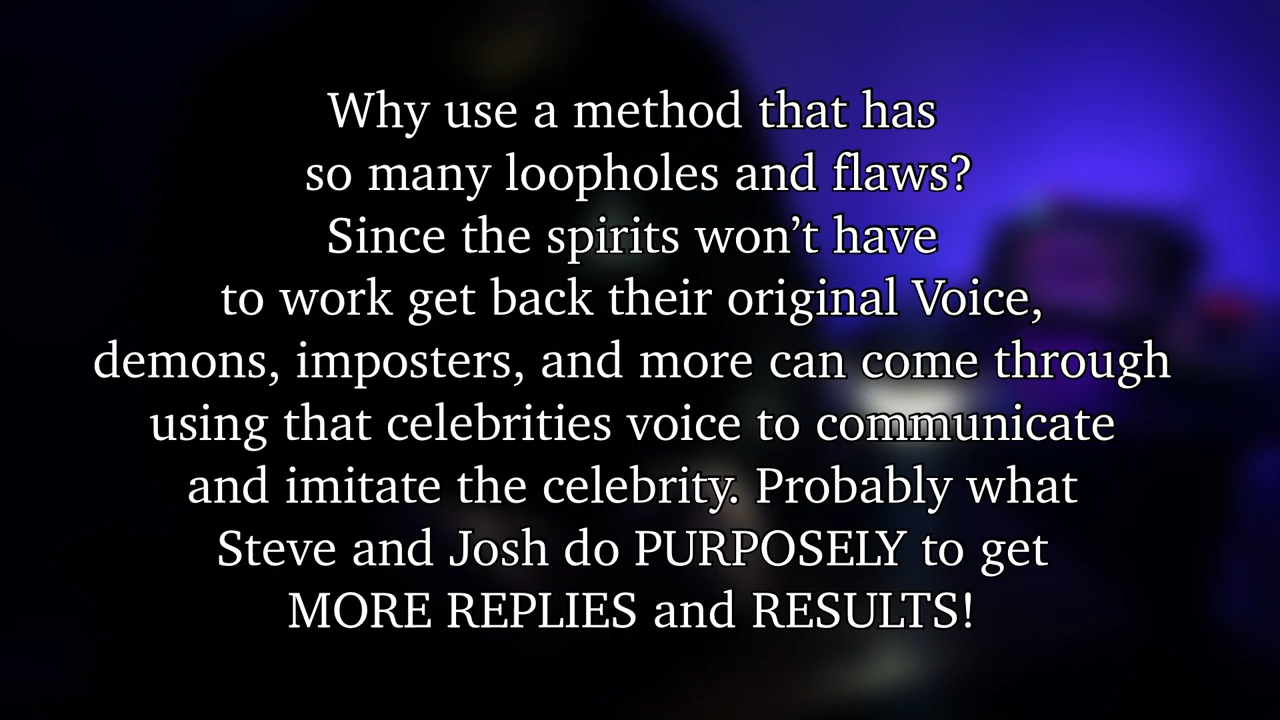 Why use a method that has
so many loopholes and flaws?
Since the spirits won’t have
to work get back their original Voice,
demons, imposters, and more can come through
using that celebrities voice to communicate
and imitate the celebrity. Probably what
Steve and Josh do PURPOSELY to get
MORE REPLIES and RESULTS!